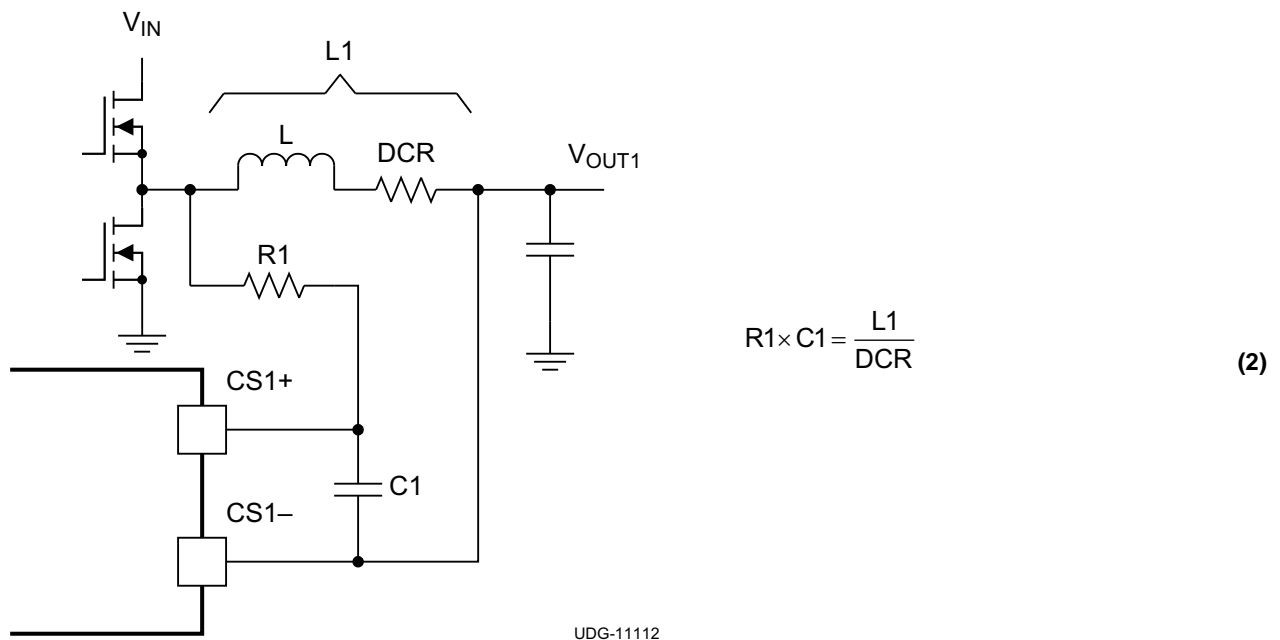 V_IN
L1
L
DCR
V_OUT1
R1
R1 × C1 = L1 / DCR
(2)
CS1+
C1
CS1–
UDG-11112